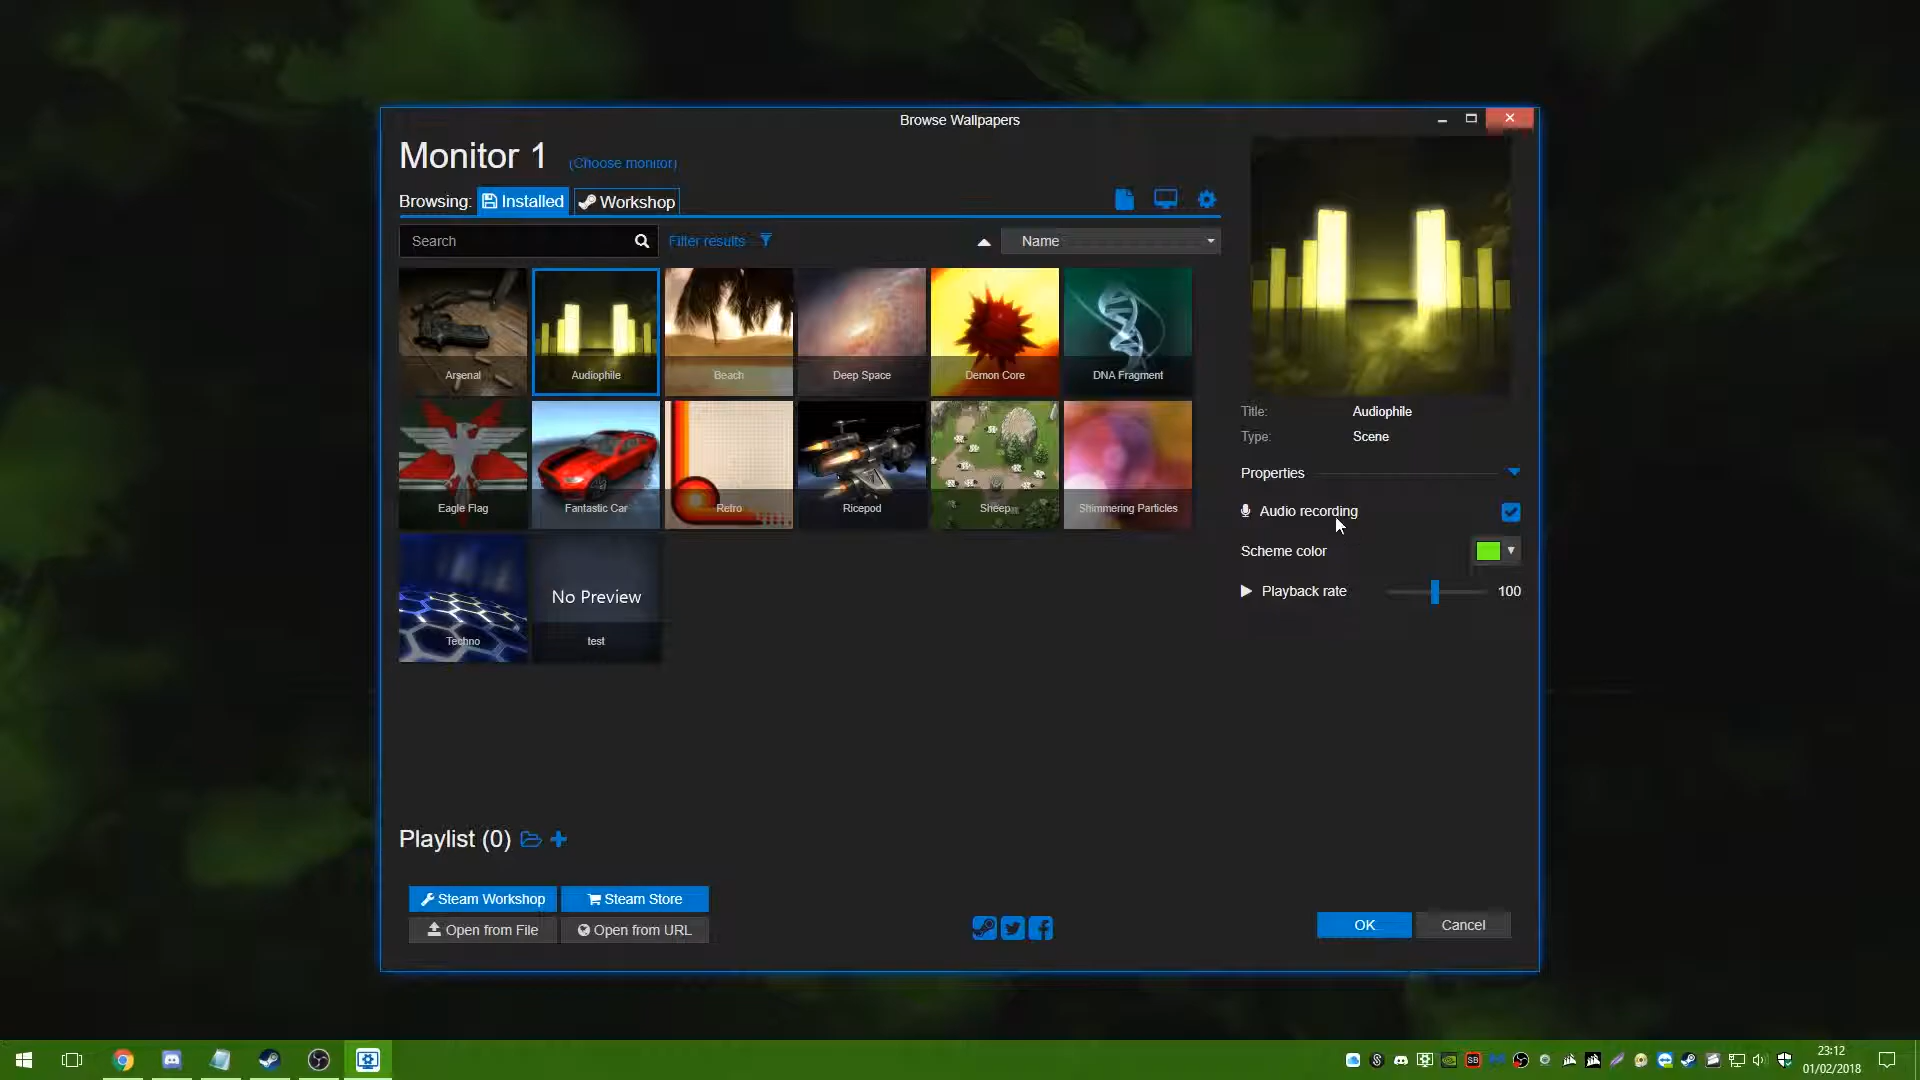 Browse Wallpapers
Monitor 1 (Choose monitor)
Browsing: Installed Workshop
Search Filter results Name
Arsenal Audiophile Beach Deep Space Demon Core DNA Fragment
Eagle Flag Fantastic Car Retro Ricepod Sheep Shimmering Particles
No Preview
Techno test
Title: Audiophile
Type: Scene
Properties
Audio recording
Scheme color
Playback rate 100
Playlist (0)
Steam Workshop Steam Store
Open from File Open from URL
OK Cancel
SB
23:12
01/02/2018